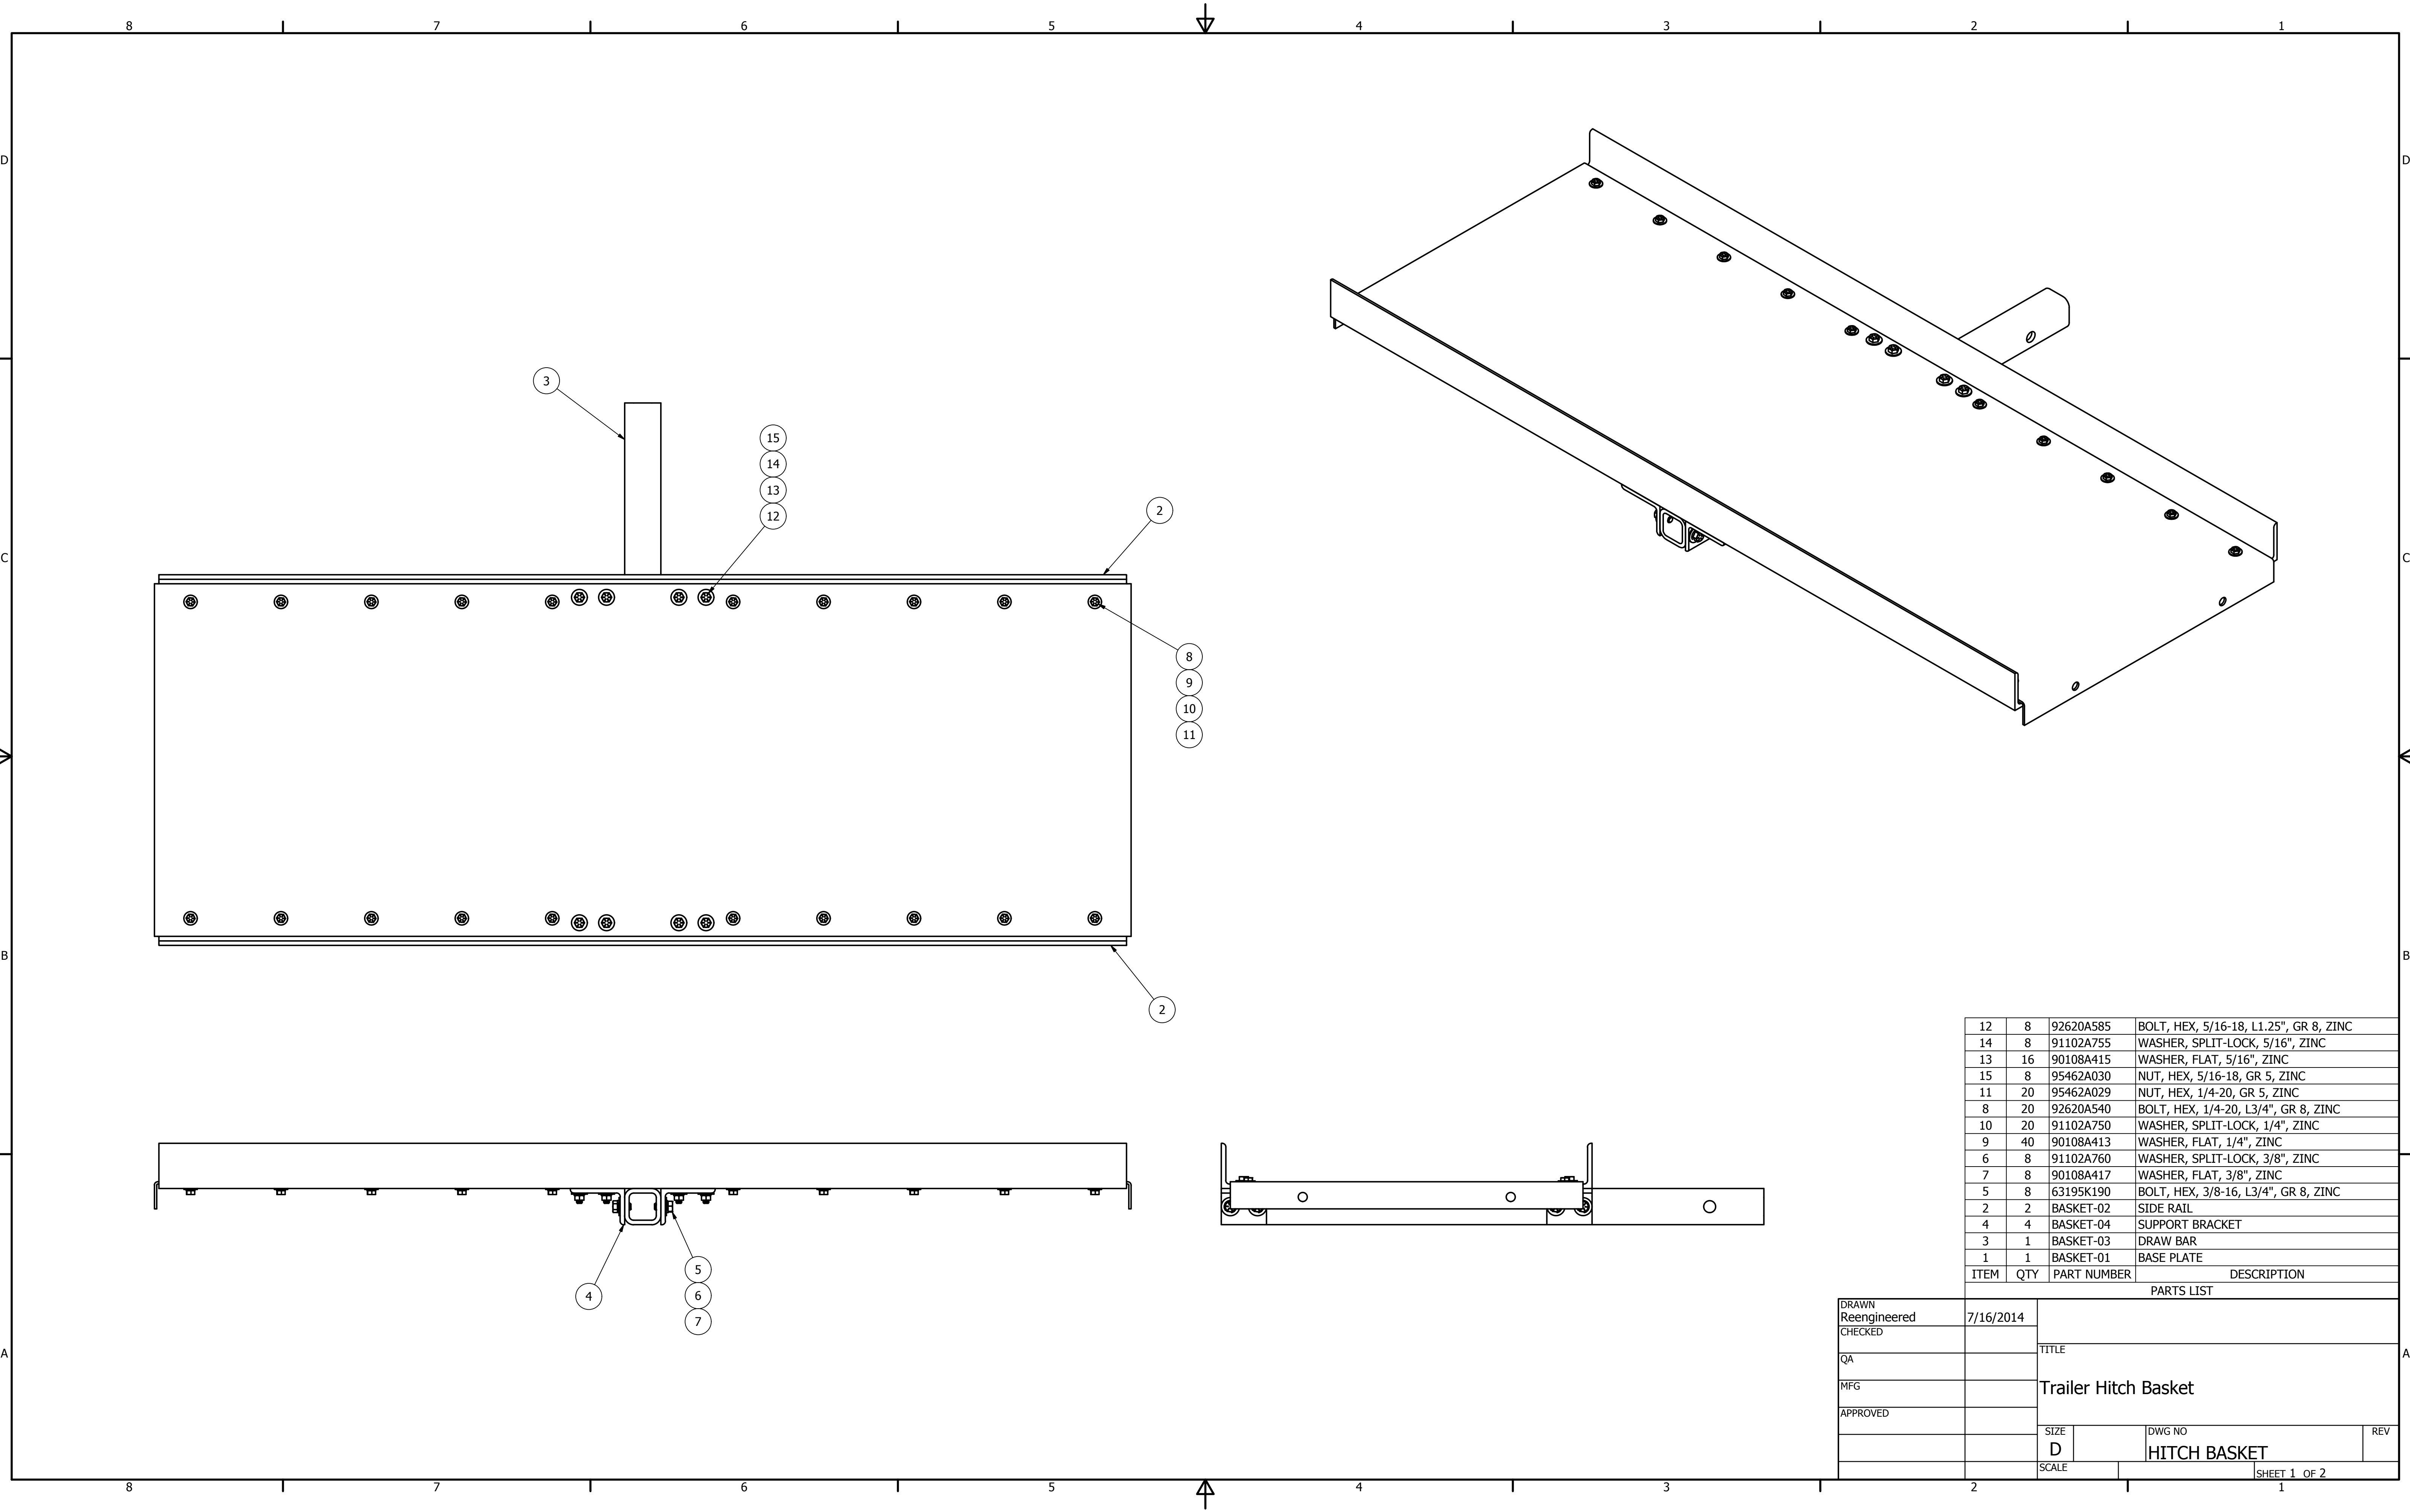 8 7 6 5 4 3 2 1
D D
3
15
14
13
12
2
C C
8
9
10
11
B B
2
12 8 92620A585 BOLT, HEX, 5/16-18, L1.25", GR 8, ZINC
14 8 91102A755 WASHER, SPLIT-LOCK, 5/16", ZINC
13 16 90108A415 WASHER, FLAT, 5/16", ZINC
15 8 95462A030 NUT, HEX, 5/16-18, GR 5, ZINC
11 20 95462A029 NUT, HEX, 1/4-20, GR 5, ZINC
8 20 92620A540 BOLT, HEX, 1/4-20, L3/4", GR 8, ZINC
10 20 91102A750 WASHER, SPLIT-LOCK, 1/4", ZINC
9 40 90108A413 WASHER, FLAT, 1/4", ZINC
6 8 91102A760 WASHER, SPLIT-LOCK, 3/8", ZINC
7 8 90108A417 WASHER, FLAT, 3/8", ZINC
5 8 63195K190 BOLT, HEX, 3/8-16, L3/4", GR 8, ZINC
2 2 BASKET-02 SIDE RAIL
4 4 BASKET-04 SUPPORT BRACKET
3 1 BASKET-03 DRAW BAR
1 1 BASKET-01 BASE PLATE
ITEM QTY PART NUMBER DESCRIPTION
PARTS LIST
4
5
6
7
A A
DRAWN
Reengineered 7/16/2014
CHECKED
QA
MFG
APPROVED
TITLE
Trailer Hitch Basket
SIZE
D
DWG NO
HITCH BASKET
REV
SCALE
SHEET 1 OF 2
8 7 6 5 4 3 2 1